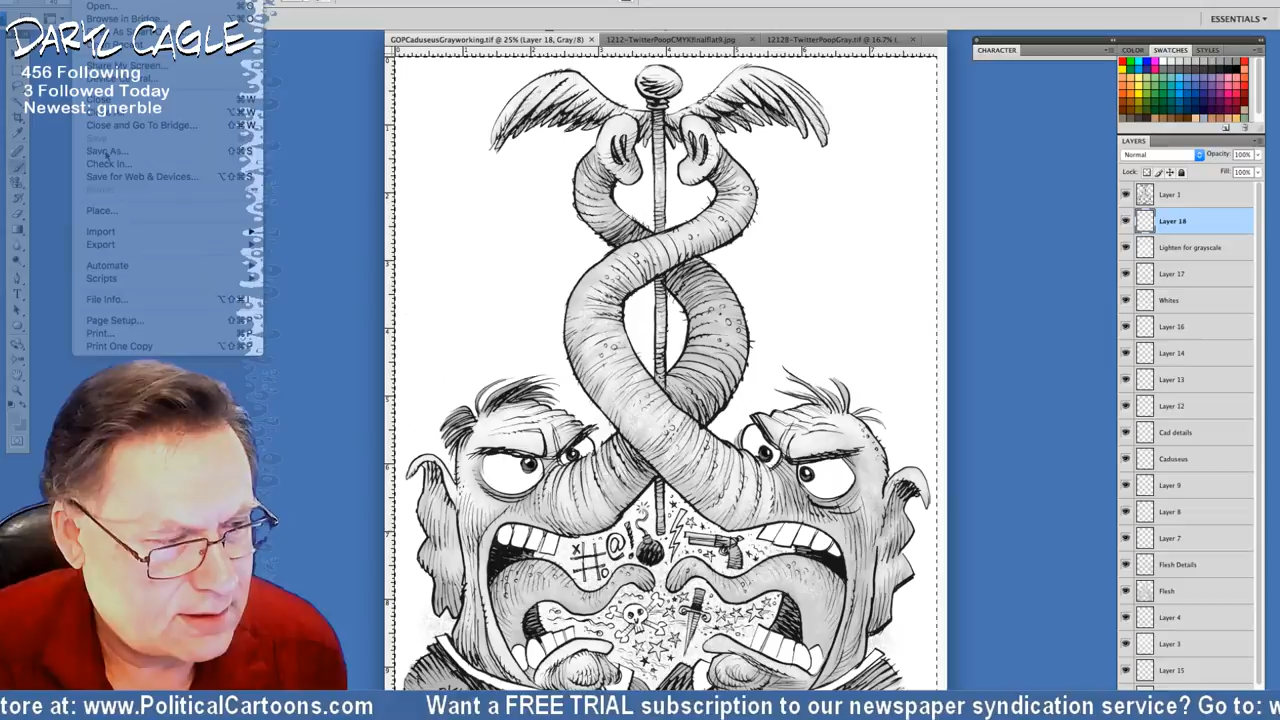 Open...
Browse in Bridge...
DARYL CAGLE
456 Following
3 Followed Today
Newest: gnerble
Share My Screen...
Close and Go To Bridge...
Save
Save As...
Check In...
Save for Web & Devices...
Place...
Import
Export
Automate
Scripts
File Info...
Page Setup...
Print...
Print One Copy
ESSENTIALS
GOPCaduseusGrayworking.tif @ 25% (Layer 18, Gray/8)
1212-TwitterPoopCMYKfinalflat9.jpg
12128-TwitterPoopGray.tif @ 16.7%
CHARACTER
COLOR SWATCHES STYLES
LAYERS
Normal Opacity: 100%
Lock: Fill: 100%
Layer 1
Layer 18
Lighten for grayscale
Layer 17
Whites
Layer 16
Layer 14
Layer 13
Layer 12
Cad details
Caduseus
Layer 9
Layer 8
Layer 7
Flesh Details
Flesh
Layer 4
Layer 3
Layer 15
#@!
tore at: www.PoliticalCartoons.com Want a FREE TRIAL subscription to our newspaper syndication service? Go to: w